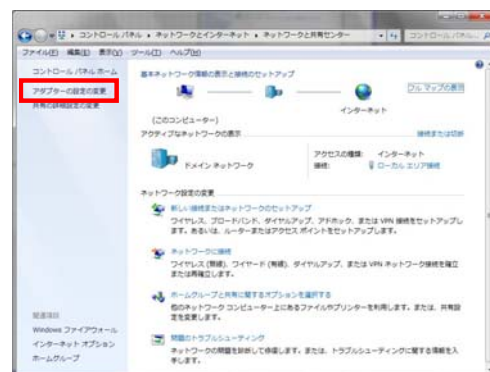 コントロール パネル ▸ ネットワークとインターネット ▸ ネットワークと共有センター
コントロール パネル...
ファイル(F) 編集(E) 表示(V) ツール(T) ヘルプ(H)
コントロール パネル ホーム
アダプターの設定の変更
共有の詳細設定の変更
基本ネットワーク情報の表示と接続のセットアップ
フル マップの表示
(このコンピューター)
インターネット
アクティブなネットワークの表示
接続または切断
ドメイン ネットワーク
アクセスの種類: インターネット
接続: ローカル エリア接続
ネットワーク設定の変更
新しい接続またはネットワークのセットアップ
ワイヤレス、ブロードバンド、ダイヤルアップ、アドホック、または VPN 接続をセットアップし
ます。あるいは、ルーターまたはアクセス ポイントをセットアップします。
ネットワークに接続
ワイヤレス (無線)、ワイヤード (有線)、ダイヤルアップ、または VPN ネットワーク接続を確立
または再確立します。
ホームグループと共有に関するオプションを選択する
他のネットワーク コンピューター上にあるファイルやプリンターを利用します。または、共有設
定を変更します。
問題のトラブルシューティング
ネットワークの問題を診断して修復します。または、トラブルシューティングに関する情報を入
手します。
関連項目
Windows ファイアウォール
インターネット オプション
ホームグループ